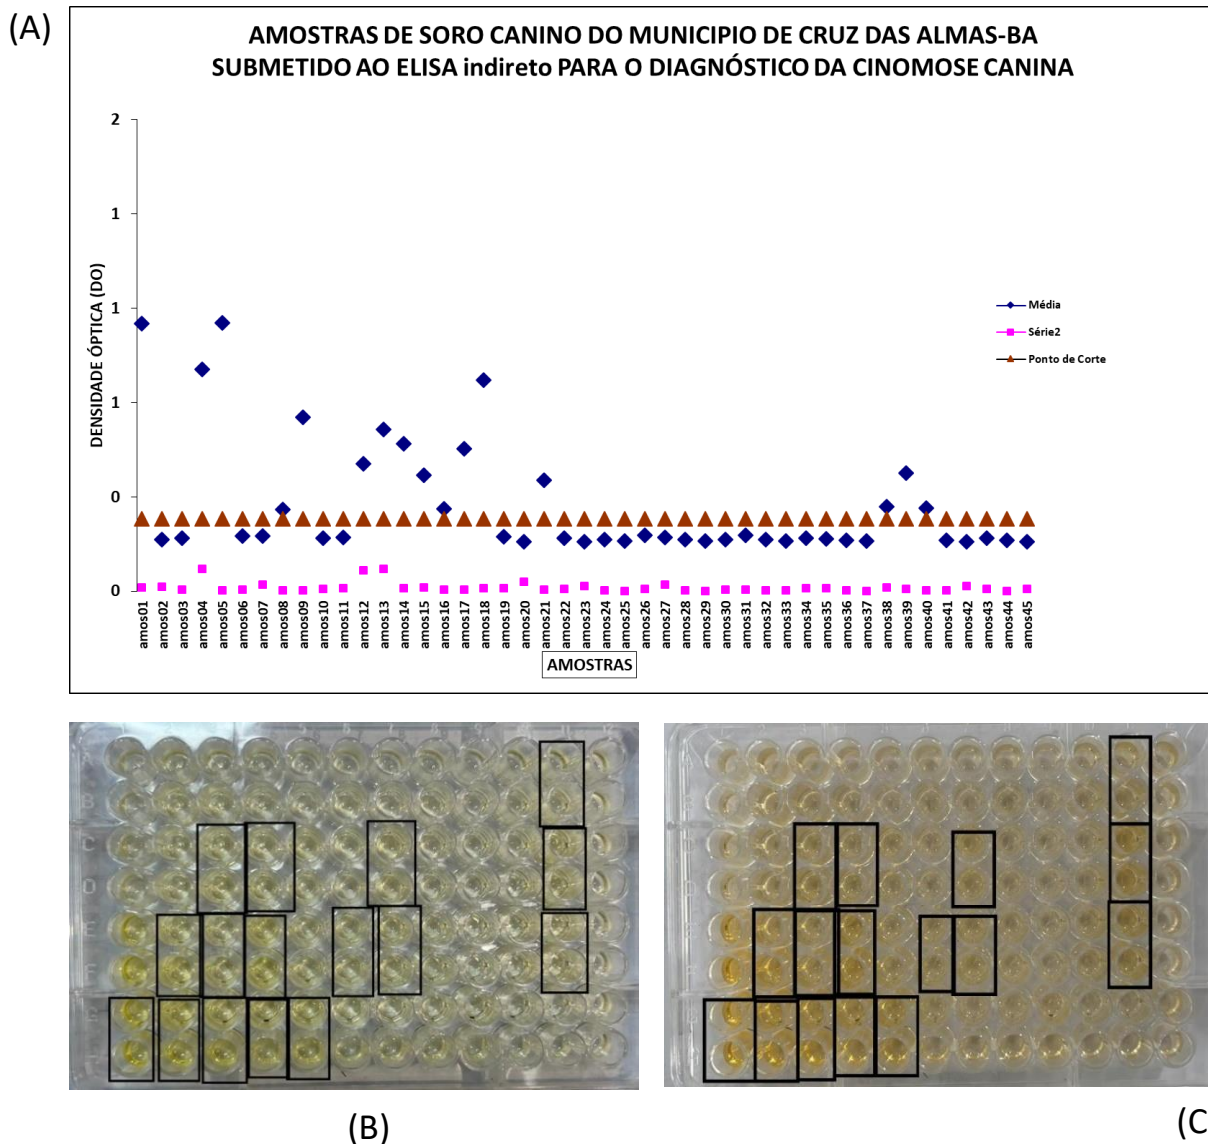 (A)
AMOSTRAS DE SORO CANINO DO MUNICIPIO DE CRUZ DAS ALMAS-BA
SUBMETIDO AO ELISA indireto PARA O DIAGNÓSTICO DA CINOMOSE CANINA
DENSIDADE ÓPTICA (DO)
2
1
1
1
0
0
Média
Série2
Ponto de Corte
amos01
amos02
amos03
amos04
amos05
amos06
amos07
amos08
amos09
amos10
amos11
amos12
amos13
amos14
amos15
amos16
amos17
amos18
amos19
amos20
amos21
amos22
amos23
amos24
amos25
amos26
amos27
amos28
amos29
amos30
amos31
amos32
amos33
amos34
amos35
amos36
amos37
amos38
amos39
amos40
amos41
amos42
amos43
amos44
amos45
AMOSTRAS
B
C
D
E
F
(B)
(C